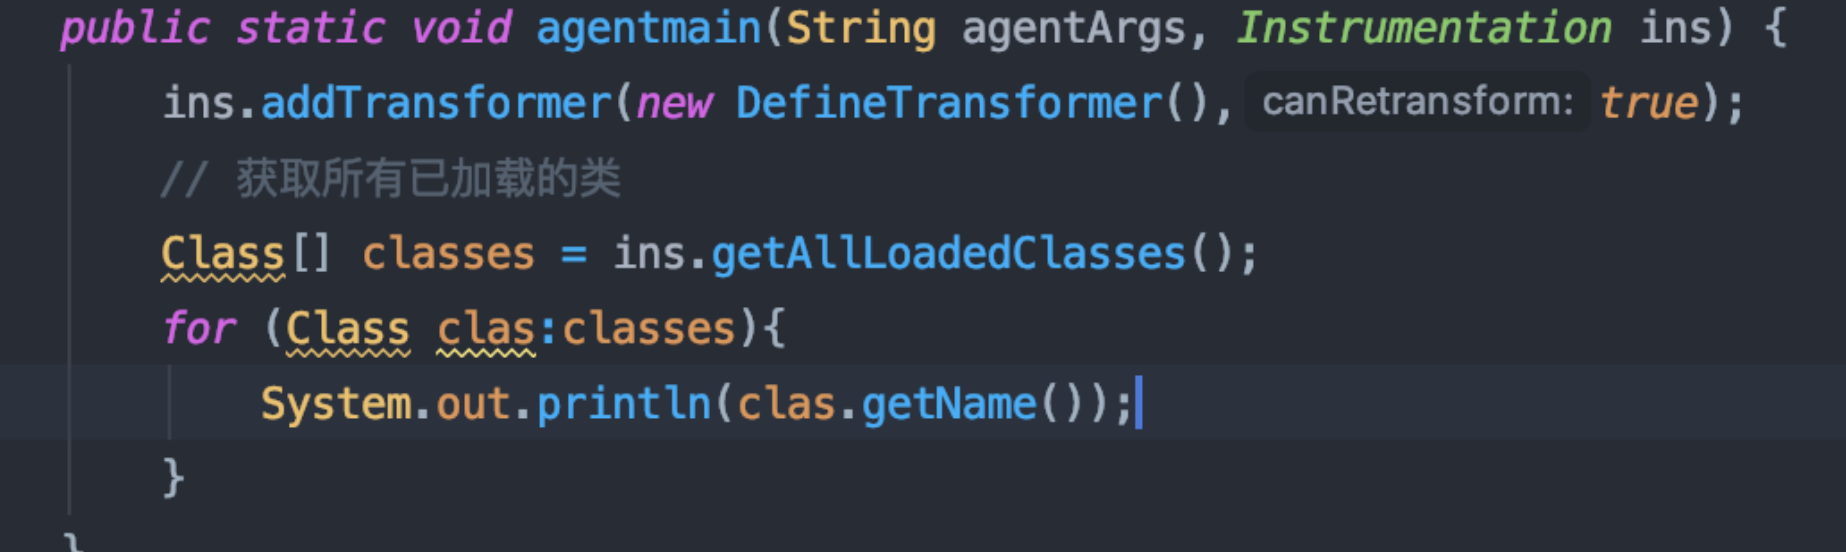 public static void agentmain(String agentArgs, Instrumentation ins) {
ins.addTransformer(new DefineTransformer(), canRetransform: true);
// 获取所有已加载的类
Class[] classes = ins.getAllLoadedClasses();
for (Class clas:classes){
System.out.println(clas.getName());
}
}